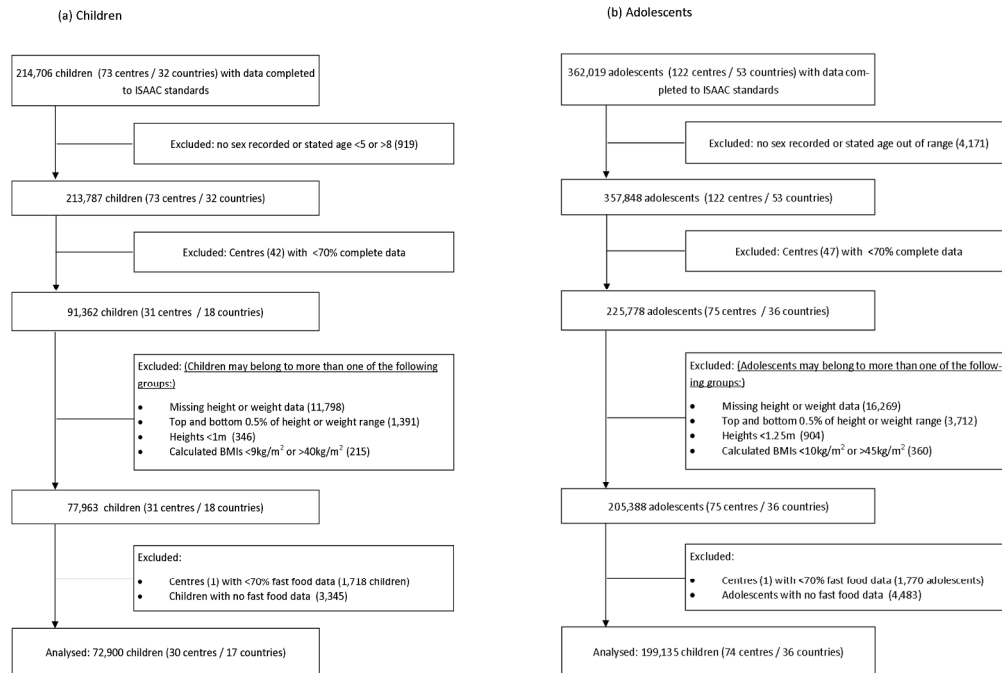 (a) Children
214,706 children (73 centres / 32 countries) with data completed
to ISAAC standards
Excluded: no sex recorded or stated age <5 or >8 (919)
213,787 children (73 centres / 32 countries)
Excluded: Centres (42) with <70% complete data
91,362 children (31 centres / 18 countries)
Excluded: (Children may belong to more than one of the following
groups:)
• Missing height or weight data (11,798)
• Top and bottom 0.5% of height or weight range (1,391)
• Heights <1m (346)
• Calculated BMIs <9kg/m² or >40kg/m² (215)
77,963 children (31 centres / 18 countries)
Excluded:
• Centres (1) with <70% fast food data (1,718 children)
• Children with no fast food data (3,345)
Analysed: 72,900 children (30 centres / 17 countries)
(b) Adolescents
362,019 adolescents (122 centres / 53 countries) with data com-
pleted to ISAAC standards
Excluded: no sex recorded or stated age out of range (4,171)
357,848 adolescents (122 centres / 53 countries)
Excluded: Centres (47) with <70% complete data
225,778 adolescents (75 centres / 36 countries)
Excluded: (Adolescents may belong to more than one of the follow-
ing groups:)
• Missing height or weight data (16,269)
• Top and bottom 0.5% of height or weight range (3,712)
• Heights <1.25m (904)
• Calculated BMIs <10kg/m² or >45kg/m² (360)
205,388 adolescents (75 centres / 36 countries)
Excluded:
• Centres (1) with <70% fast food data (1,770 adolescents)
• Adolescents with no fast food data (4,483)
Analysed: 199,135 children (74 centres / 36 countries)